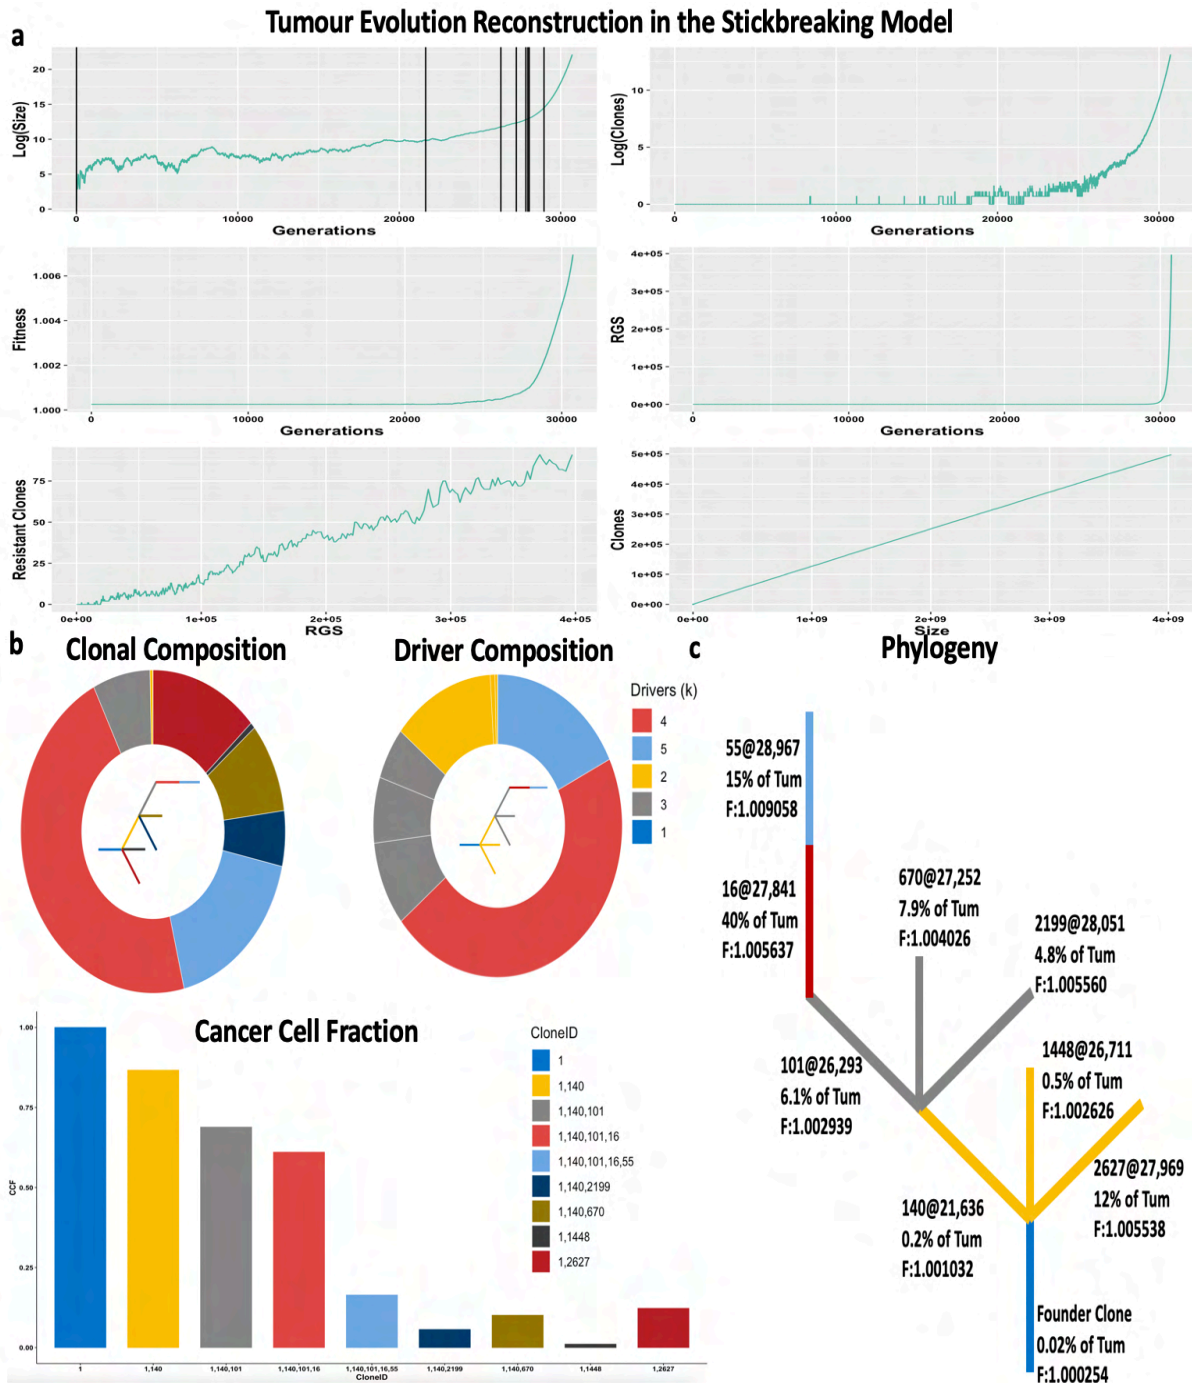 Tumour Evolution Reconstruction in the Stickbreaking Model
a
Log(Size)
20
15
10
5
0
0
10000
20000
30000
Generations
Log(Clones)
10
5
0
0
10000
20000
30000
Generations
Fitness
1.006
1.004
1.002
1.000
0
10000
20000
30000
Generations
RGS
4e+05
3e+05
2e+05
1e+05
0e+00
0
10000
20000
30000
Generations
Resistant Clones
75
50
25
0
0e+00
1e+05
2e+05
3e+05
4e+05
RGS
Clones
5e+05
4e+05
3e+05
2e+05
1e+05
0e+00
0e+00
1e+09
2e+09
3e+09
4e+09
Size
b
Clonal Composition
Driver Composition
Drivers (k)
4
5
2
3
1
Cancer Cell Fraction
CCF
1.00
0.75
0.50
0.25
0.00
1
1,140
1,140,101
1,140,101,16
1,140,101,16,55
1,140,2199
1,140,670
1,1448
1,2627
CloneID
CloneID
1
1,140
1,140,101
1,140,101,16
1,140,101,16,55
1,140,2199
1,140,670
1,1448
1,2627
c
Phylogeny
55@28,967
15% of Tum
F:1.009058
16@27,841
40% of Tum
F:1.005637
670@27,252
7.9% of Tum
F:1.004026
2199@28,051
4.8% of Tum
F:1.005560
101@26,293
6.1% of Tum
F:1.002939
1448@26,711
0.5% of Tum
F:1.002626
2627@27,969
12% of Tum
F:1.005538
140@21,636
0.2% of Tum
F:1.001032
Founder Clone
0.02% of Tum
F:1.000254